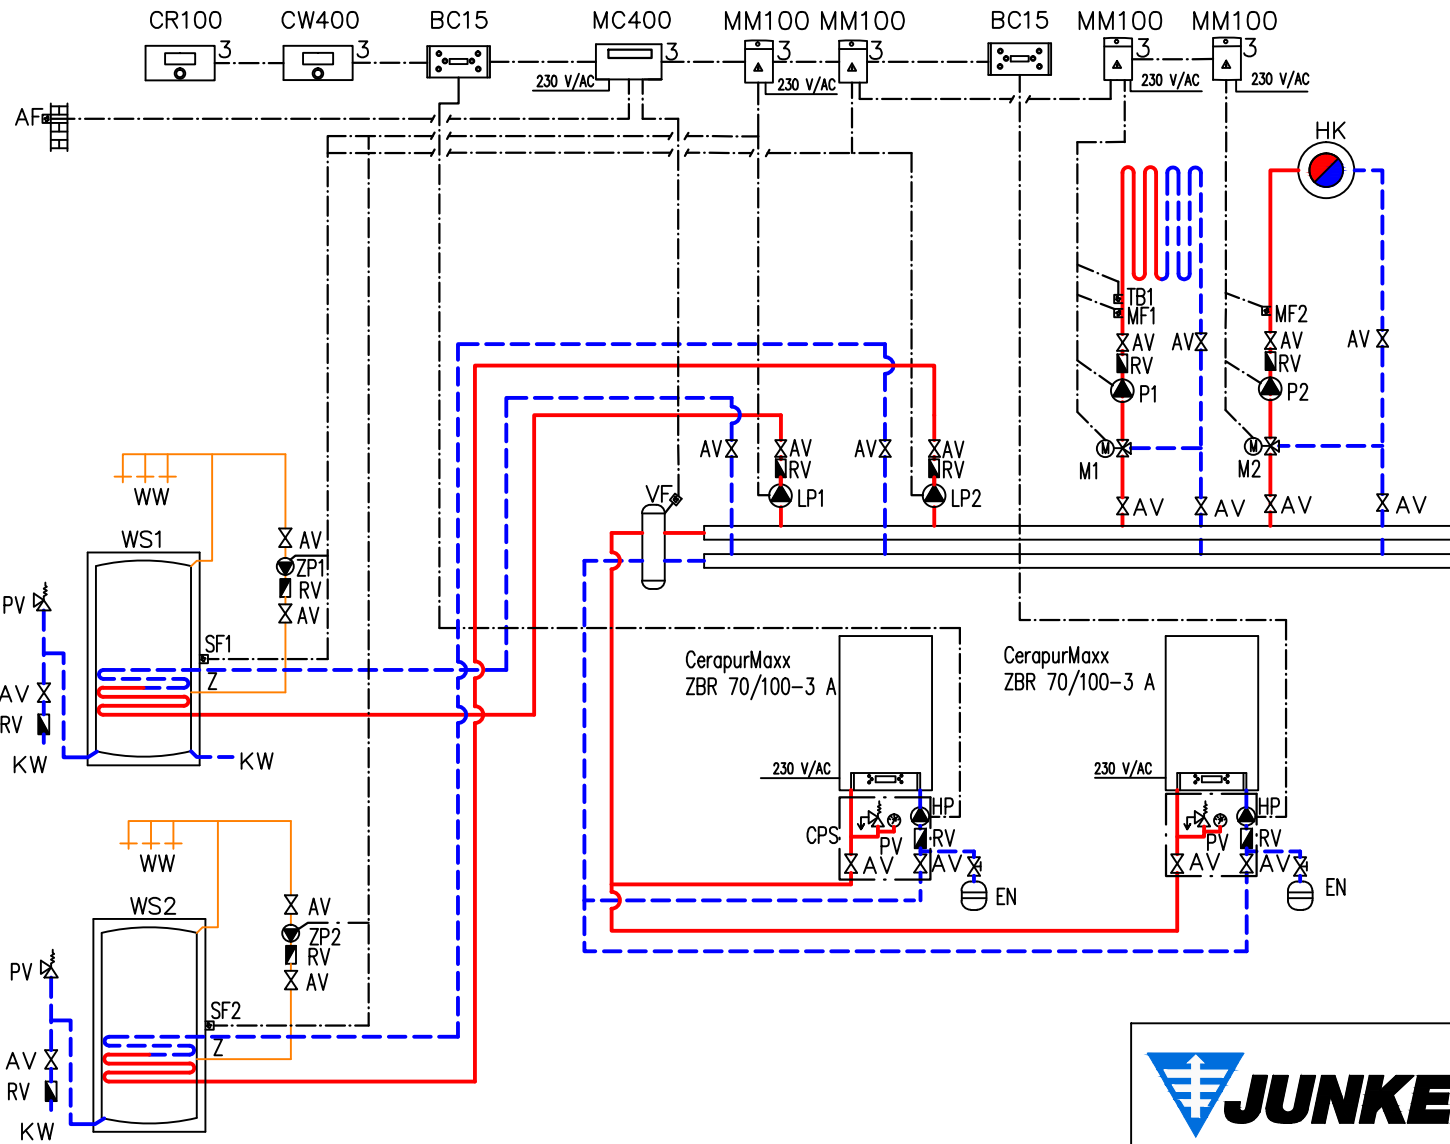 CR100 CW400 BC15 MC400 MM100 MM100 BC15 MM100 MM100
3 3 3 3 3 3 3
230 V/AC 230 V/AC 230 V/AC 230 V/AC
AF
HK
TB1
MF1 MF2
AV AV AV AV
RV RV
P1 P2
AV AV AV AV
RV RV
M1 M2
WW
VF LP1 LP2
AV AV AV AV
WS1 AV
ZP1
PV RV
AV
SF1
CerapurMaxx CerapurMaxx
ZBR 70/100-3 A ZBR 70/100-3 A
Z
AV
RV
KW KW
230 V/AC 230 V/AC
HP HP
CPS PV RV PV RV
AV AV AV AV
EN EN
WW
WS2 AV
ZP2
RV
PV AV
SF2
Z
AV
RV
KW
JUNKE